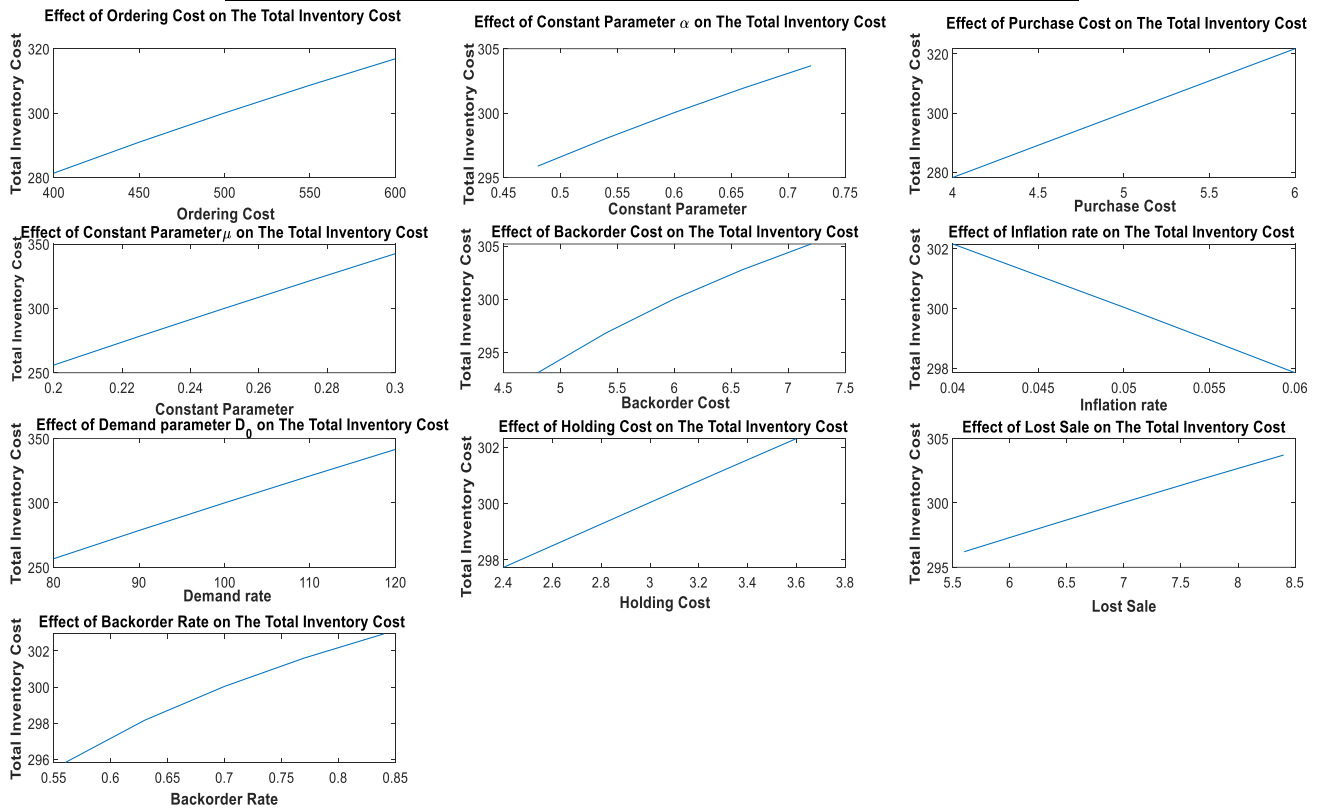 Effect of Ordering Cost on The Total Inventory Cost
Total Inventory Cost
320
300
280
400 450 500 550 600
Ordering Cost
Effect of Constant Parameter α on The Total Inventory Cost
Total Inventory Cost
305
300
295
0.45 0.5 0.55 0.6 0.65 0.7 0.75
Constant Parameter
Effect of Purchase Cost on The Total Inventory Cost
Total Inventory Cost
320
300
280
4 4.5 5 5.5 6
Purchase Cost
Effect of Constant Parameterμ on The Total Inventory Cost
Total Inventory Cost
350
300
250
0.2 0.22 0.24 0.26 0.28 0.3
Constant Parameter
Effect of Backorder Cost on The Total Inventory Cost
Total Inventory Cost
305
300
295
4.5 5 5.5 6 6.5 7 7.5
Backorder Cost
Effect of Inflation rate on The Total Inventory Cost
Total Inventory Cost
302
300
298
0.04 0.045 0.05 0.055 0.06
Inflation rate
Effect of Demand parameter D₀ on The Total Inventory Cost
Total Inventory Cost
350
300
250
80 90 100 110 120
Demand rate
Effect of Holding Cost on The Total Inventory Cost
Total Inventory Cost
302
300
298
2.4 2.6 2.8 3 3.2 3.4 3.6 3.8
Holding Cost
Effect of Lost Sale on The Total Inventory Cost
Total Inventory Cost
305
300
295
5.5 6 6.5 7 7.5 8 8.5
Lost Sale
Effect of Backorder Rate on The Total Inventory Cost
Total Inventory Cost
302
300
298
296
0.55 0.6 0.65 0.7 0.75 0.8 0.85
Backorder Rate